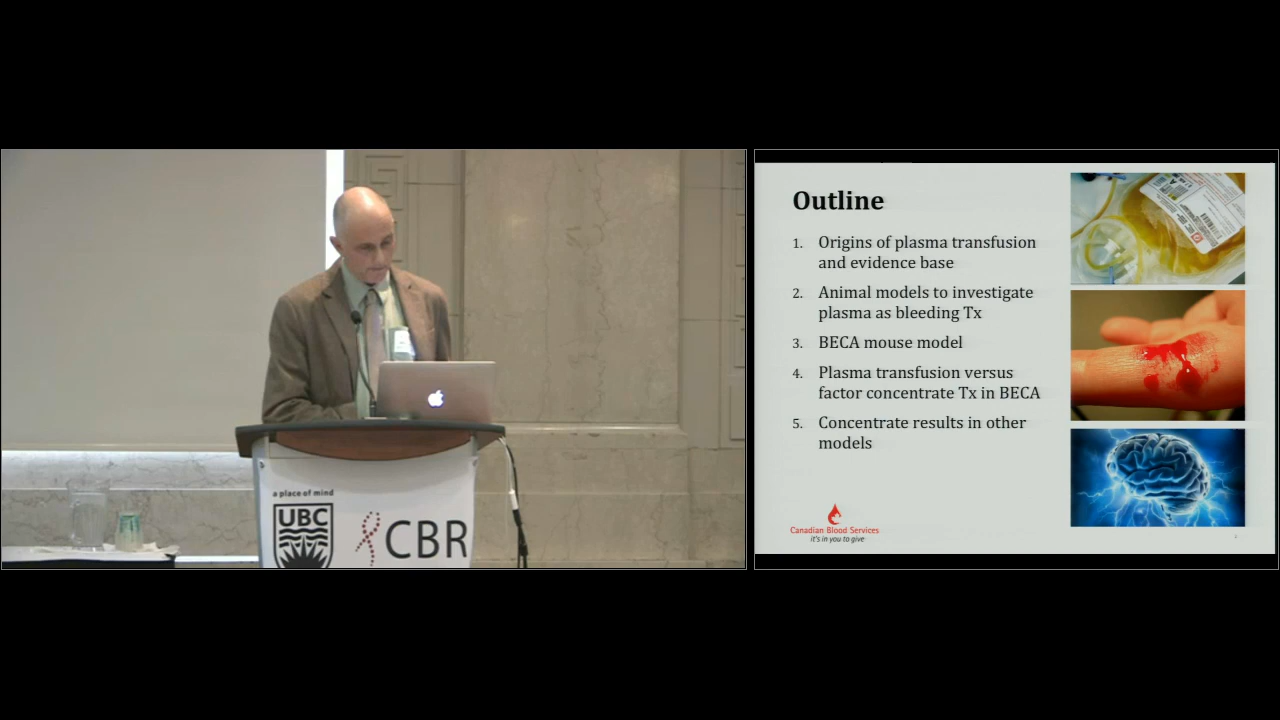 a place of mind
UBC
CBR
Outline
1. Origins of plasma transfusion
and evidence base
2. Animal models to investigate
plasma as bleeding Tx
3. BECA mouse model
4. Plasma transfusion versus
factor concentrate Tx in BECA
5. Concentrate results in other
models
Canadian Blood Services
it's in you to give